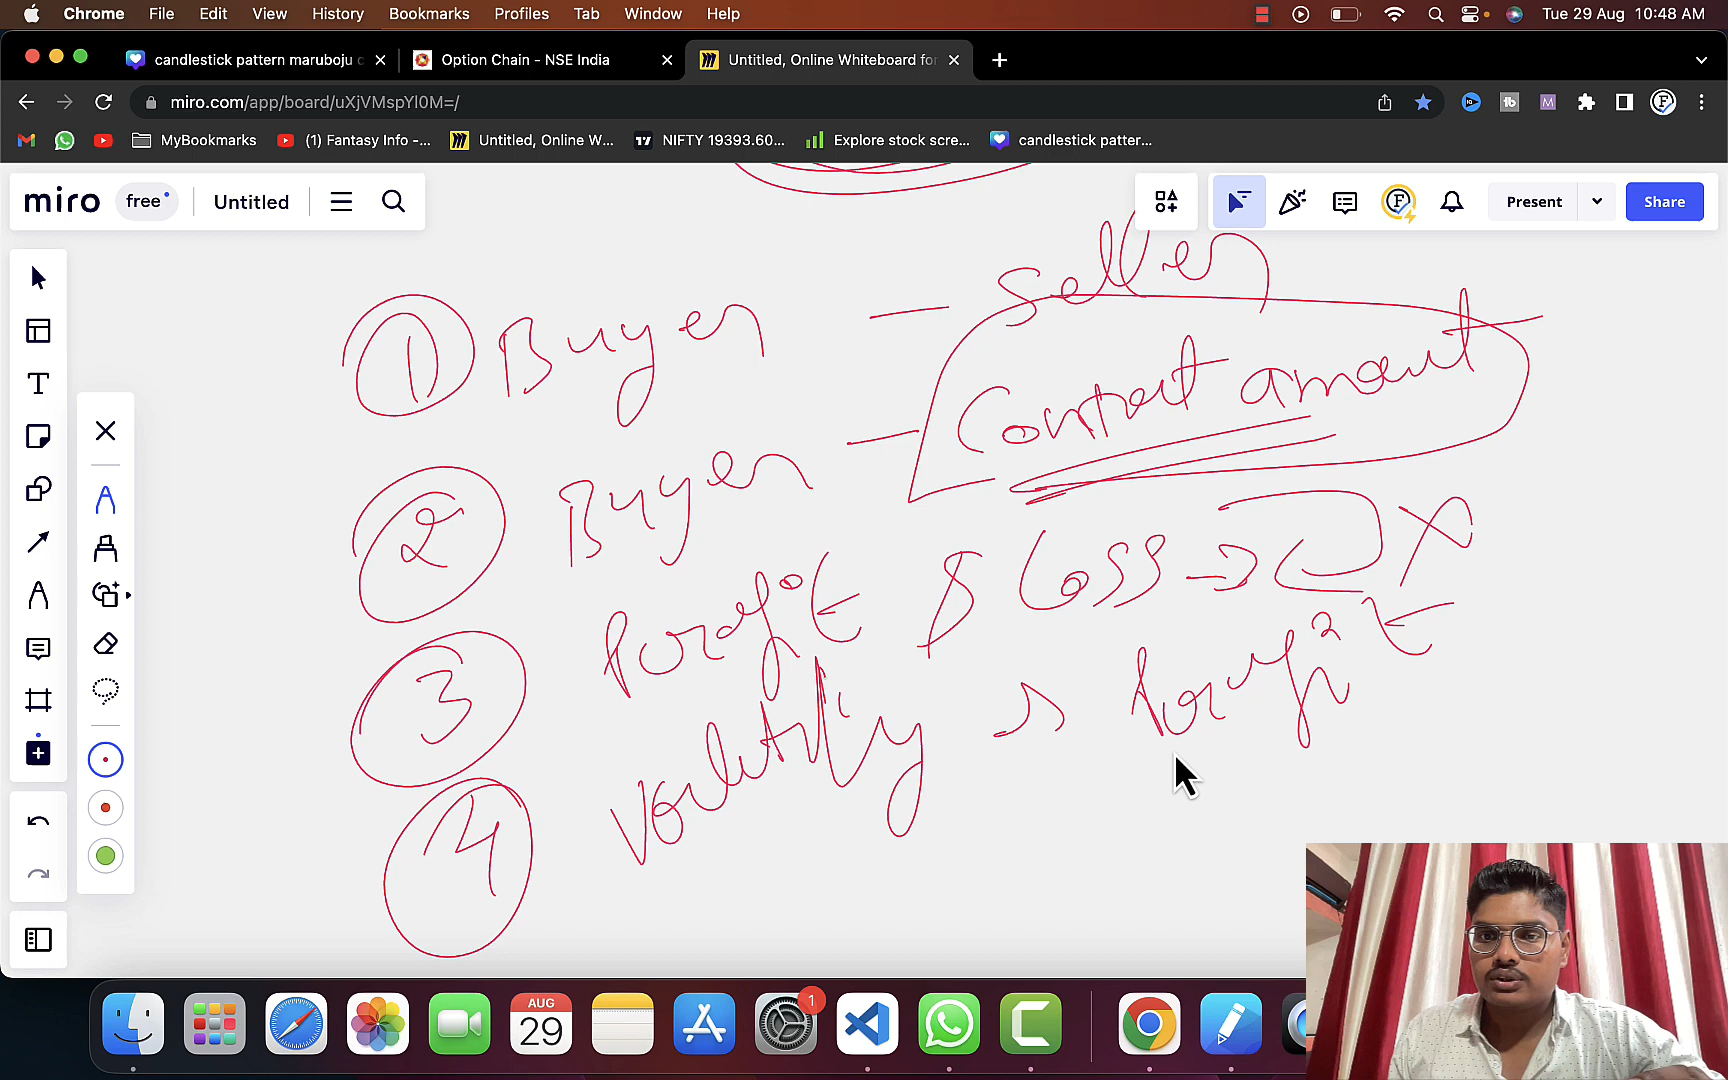 Chrome File Edit View History Bookmarks Profiles Tab Window Help Tue 29 Aug 10:48 AM
candlestick pattern maruboju c Option Chain - NSE India Untitled, Online Whiteboard for
miro.com/app/board/uXjVMspYl0M=/
MyBookmarks (1) Fantasy Info -... Untitled, Online W... NIFTY 19393.60... Explore stock scre... candlestick patter...
miro free Untitled Present Share
1 Buyer — Seller
2 Buyer — Contract amount
3 Profit & Loss
4 profit
AUG
29
1